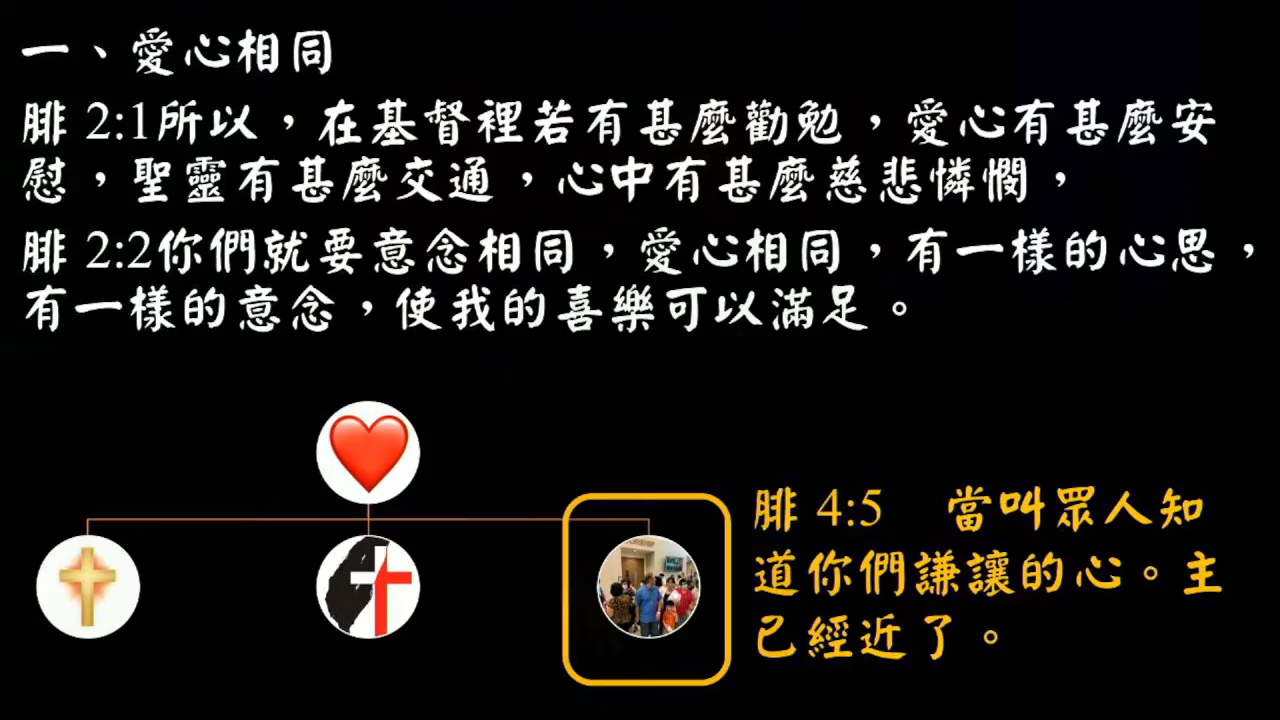 一、愛心相同
腓 2:1所以，在基督裡若有甚麼勸勉，愛心有甚麼安
慰，聖靈有甚麼交通，心中有甚麼慈悲憐憫，
腓 2:2你們就要意念相同，愛心相同，有一樣的心思，
有一樣的意念，使我的喜樂可以滿足。
腓 4:5　當叫眾人知
道你們謙讓的心。主
已經近了。